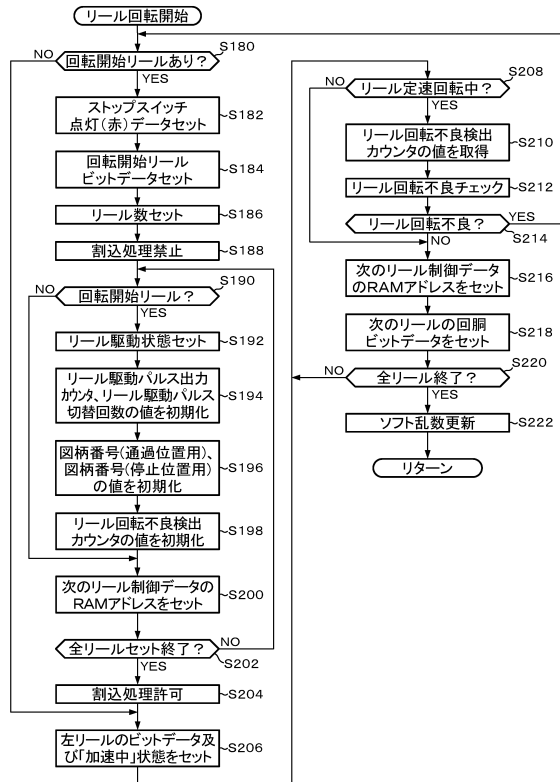 リール回転開始
S180
NO
回転開始リールあり？
YES
ストップスイッチ
点灯(赤)データセット
S182
回転開始リール
ビットデータセット
S184
リール数セット
S186
割込処理禁止
S188
S190
NO
回転開始リール？
YES
リール駆動状態セット
S192
リール駆動パルス出力
カウンタ、リール駆動パルス
切替回数の値を初期化
S194
図柄番号(通過位置用)、
図柄番号(停止位置用)
の値を初期化
S196
リール回転不良検出
カウンタの値を初期化
S198
次のリール制御データの
RAMアドレスをセット
S200
全リールセット終了？
NO
S202
YES
割込処理許可
S204
左リールのビットデータ及
び「加速中」状態をセット
S206
S208
NO
リール定速回転中？
YES
リール回転不良検出
カウンタの値を取得
S210
リール回転不良チェック
S212
リール回転不良？
YES
S214
NO
次のリール制御データ
のRAMアドレスをセット
S216
次のリールの回胴
ビットデータをセット
S218
S220
NO
全リール終了？
YES
ソフト乱数更新
S222
リターン